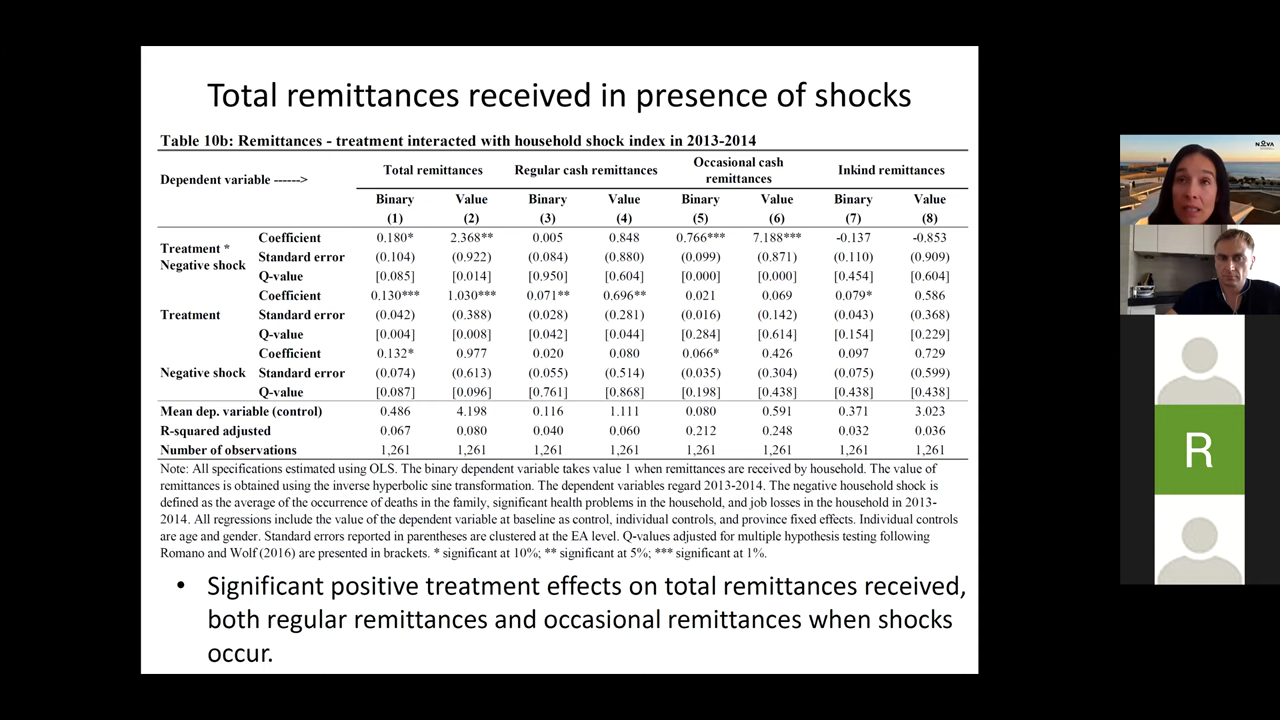 Total remittances received in presence of shocks
Table 10b: Remittances - treatment interacted with household shock index in 2013-2014
Dependent variable ------> Total remittances Regular cash remittances Occasional cash remittances Inkind remittances
Binary Value Binary Value Binary Value Binary Value
(1) (2) (3) (4) (5) (6) (7) (8)
Treatment * Negative shock Coefficient 0.180* 2.368** 0.005 0.848 0.766*** 7.188*** -0.137 -0.853
Standard error (0.104) (0.922) (0.084) (0.880) (0.099) (0.871) (0.110) (0.909)
Q-value [0.085] [0.014] [0.950] [0.604] [0.000] [0.000] [0.454] [0.604]
Treatment Coefficient 0.130*** 1.030*** 0.071** 0.696** 0.021 0.069 0.079* 0.586
Standard error (0.042) (0.388) (0.028) (0.281) (0.016) (0.142) (0.043) (0.368)
Q-value [0.004] [0.008] [0.042] [0.044] [0.284] [0.614] [0.154] [0.229]
Negative shock Coefficient 0.132* 0.977 0.020 0.080 0.066* 0.426 0.097 0.729
Standard error (0.074) (0.613) (0.055) (0.514) (0.035) (0.304) (0.075) (0.599)
Q-value [0.087] [0.096] [0.761] [0.868] [0.198] [0.438] [0.438] [0.438]
Mean dep. variable (control) 0.486 4.198 0.116 1.111 0.080 0.591 0.371 3.023
R-squared adjusted 0.067 0.080 0.040 0.060 0.212 0.248 0.032 0.036
Number of observations 1,261 1,261 1,261 1,261 1,261 1,261 1,261 1,261
Note: All specifications estimated using OLS. The binary dependent variable takes value 1 when remittances are received by household. The value of
remittances is obtained using the inverse hyperbolic sine transformation. The dependent variables regard 2013-2014. The negative household shock is
defined as the average of the occurrence of deaths in the family, significant health problems in the household, and job losses in the household in 2013-
2014. All regressions include the value of the dependent variable at baseline as control, individual controls, and province fixed effects. Individual controls
are age and gender. Standard errors reported in parentheses are clustered at the EA level. Q-values adjusted for multiple hypothesis testing following
Romano and Wolf (2016) are presented in brackets. * significant at 10%; ** significant at 5%; *** significant at 1%.
• Significant positive treatment effects on total remittances received,
both regular remittances and occasional remittances when shocks
occur.
NOVA
R